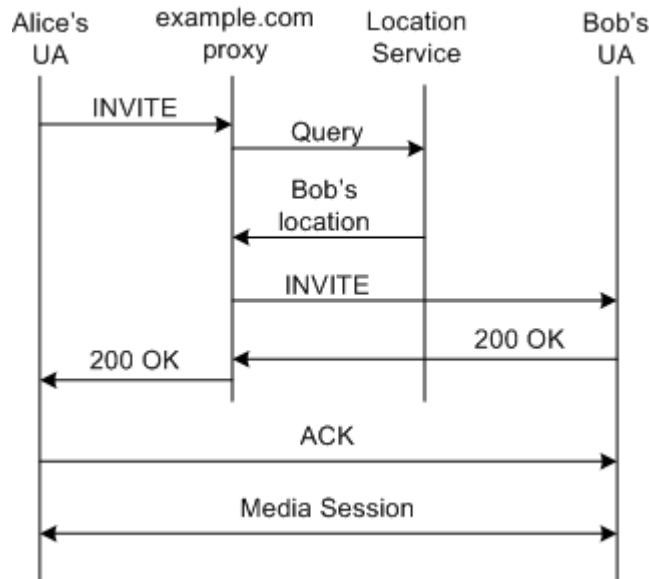 Alice's
UA
example.com
proxy
Location
Service
Bob's
UA
INVITE
Query
Bob's
location
INVITE
200 OK
200 OK
ACK
Media Session